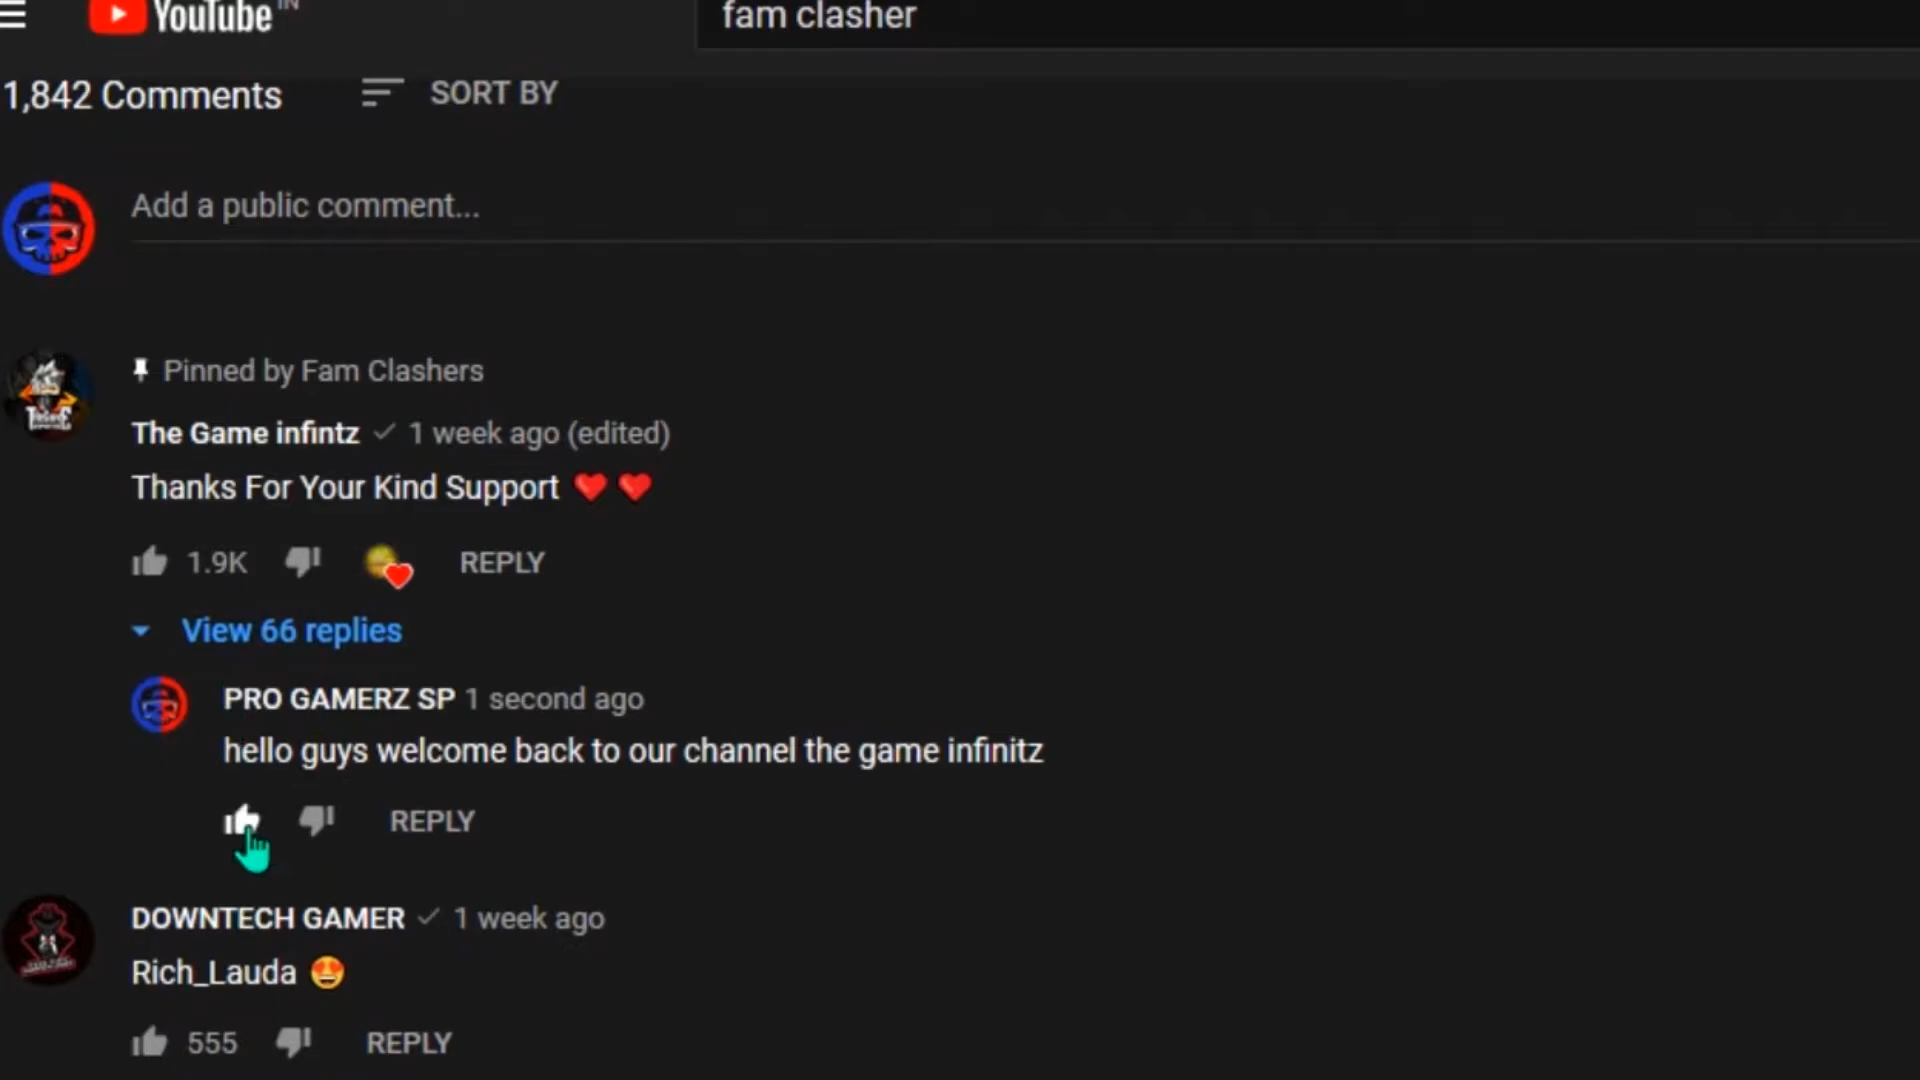 YouTube IN
fam clasher
1,842 Comments
SORT BY
Add a public comment...
Pinned by Fam Clashers
The Game infintz 1 week ago (edited)
Thanks For Your Kind Support ❤️ ❤️
1.9K
REPLY
View 66 replies
PRO GAMERZ SP 1 second ago
hello guys welcome back to our channel the game infinitz
REPLY
DOWNTECH GAMER 1 week ago
Rich_Lauda 🤩
555
REPLY